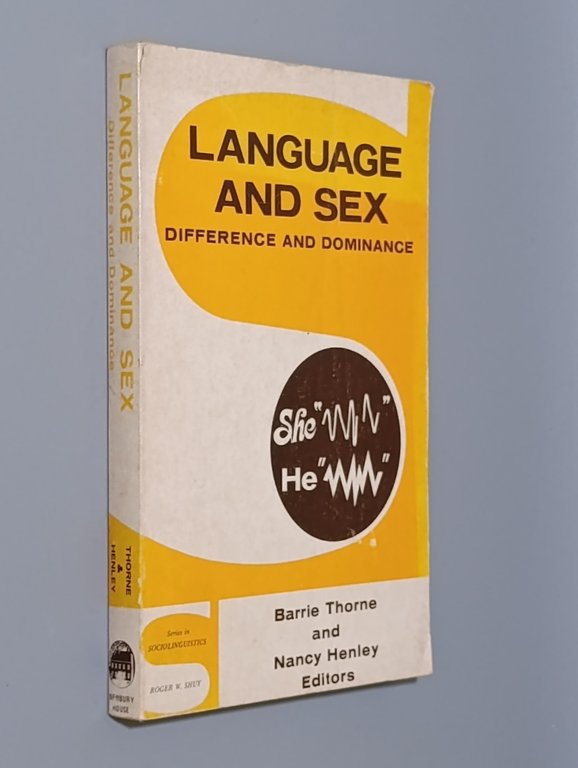 LANGUAGE AND SEX
Difference and Dominance
THORNE
&
HENLEY
HOUSE
LANGUAGE
AND SEX
DIFFERENCE AND DOMINANCE
She " "
He " "
Series in
SOCIOLINGUISTICS
ROGER W. SHUY
Barrie Thorne
and
Nancy Henley
Editors